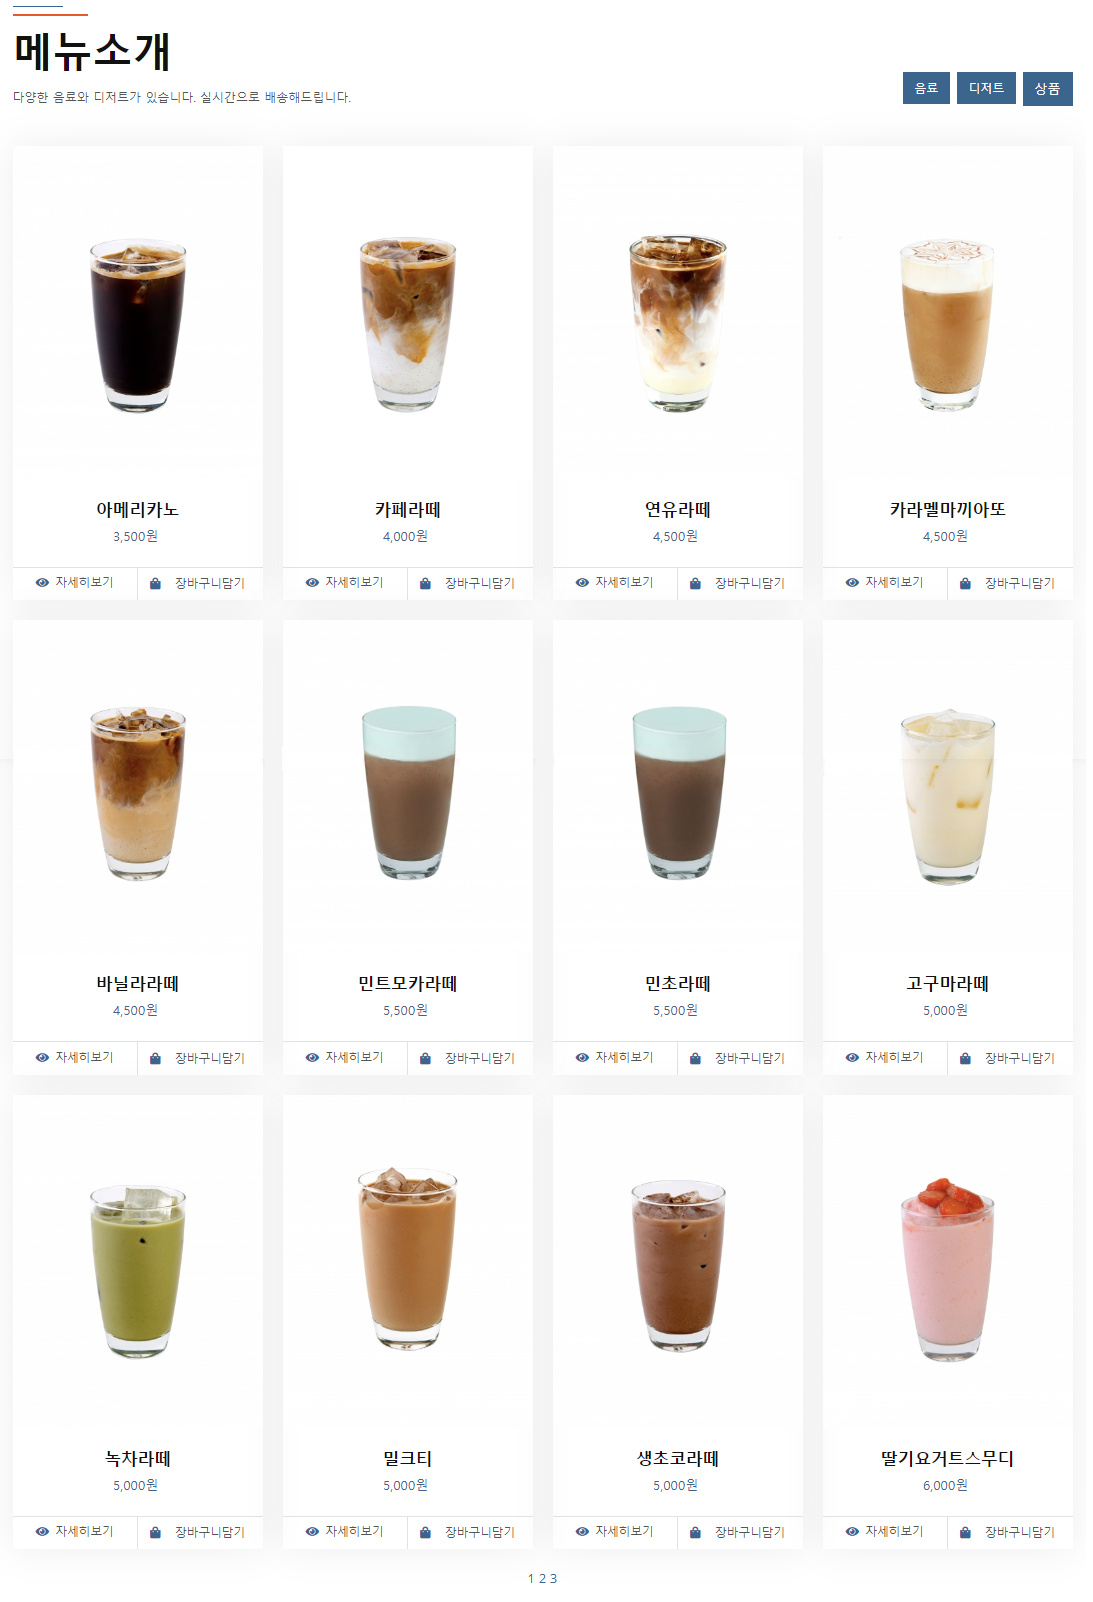 메뉴소개
다양한 음료와 디저트가 있습니다. 실시간으로 배송해드립니다.
음료 디저트 상품
아메리카노 카페라떼 연유라떼 카라멜마끼아또
3,500원 4,000원 4,500원 4,500원
자세히보기 장바구니담기 자세히보기 장바구니담기 자세히보기 장바구니담기 자세히보기 장바구니담기
바닐라라떼 민트모카라떼 민초라떼 고구마라떼
4,500원 5,500원 5,500원 5,000원
자세히보기 장바구니담기 자세히보기 장바구니담기 자세히보기 장바구니담기 자세히보기 장바구니담기
녹차라떼 밀크티 생초코라떼 딸기요거트스무디
5,000원 5,000원 5,000원 6,000원
자세히보기 장바구니담기 자세히보기 장바구니담기 자세히보기 장바구니담기 자세히보기 장바구니담기
1 2 3